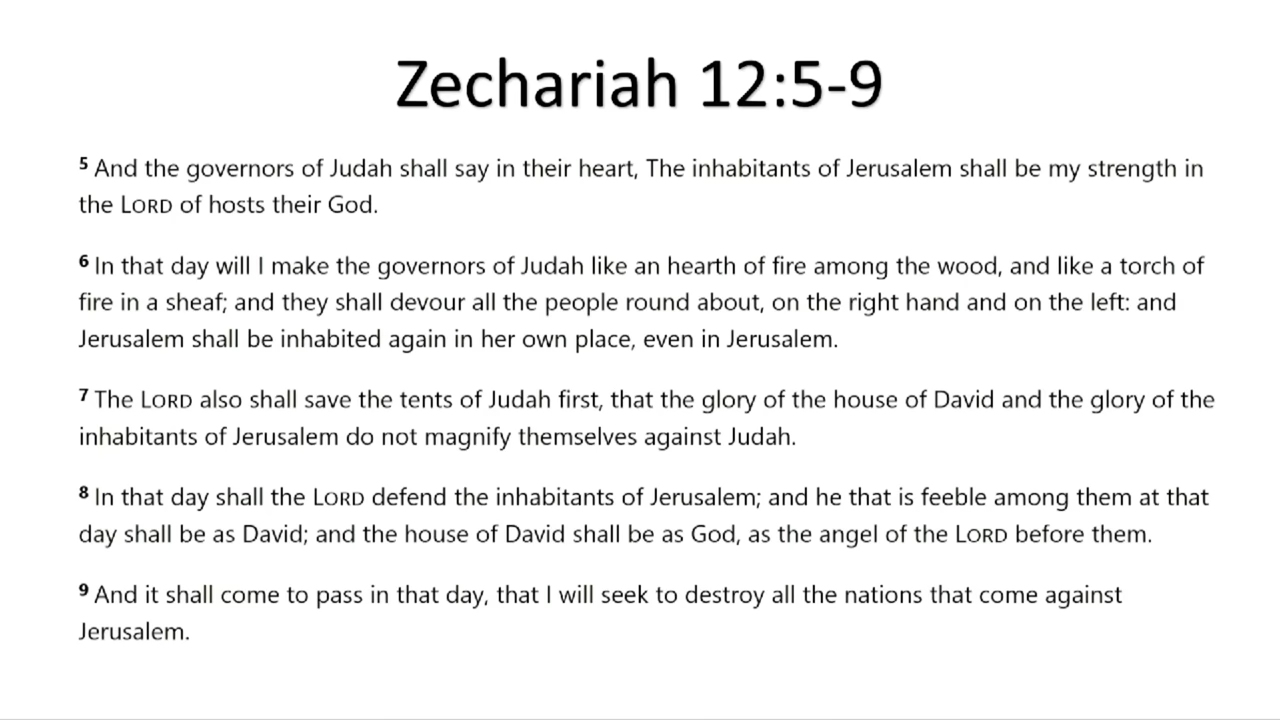 Zechariah 12:5-9
5 And the governors of Judah shall say in their heart, The inhabitants of Jerusalem shall be my strength in
the LORD of hosts their God.
6 In that day will I make the governors of Judah like an hearth of fire among the wood, and like a torch of
fire in a sheaf; and they shall devour all the people round about, on the right hand and on the left: and
Jerusalem shall be inhabited again in her own place, even in Jerusalem.
7 The LORD also shall save the tents of Judah first, that the glory of the house of David and the glory of the
inhabitants of Jerusalem do not magnify themselves against Judah.
8 In that day shall the LORD defend the inhabitants of Jerusalem; and he that is feeble among them at that
day shall be as David; and the house of David shall be as God, as the angel of the LORD before them.
9 And it shall come to pass in that day, that I will seek to destroy all the nations that come against
Jerusalem.